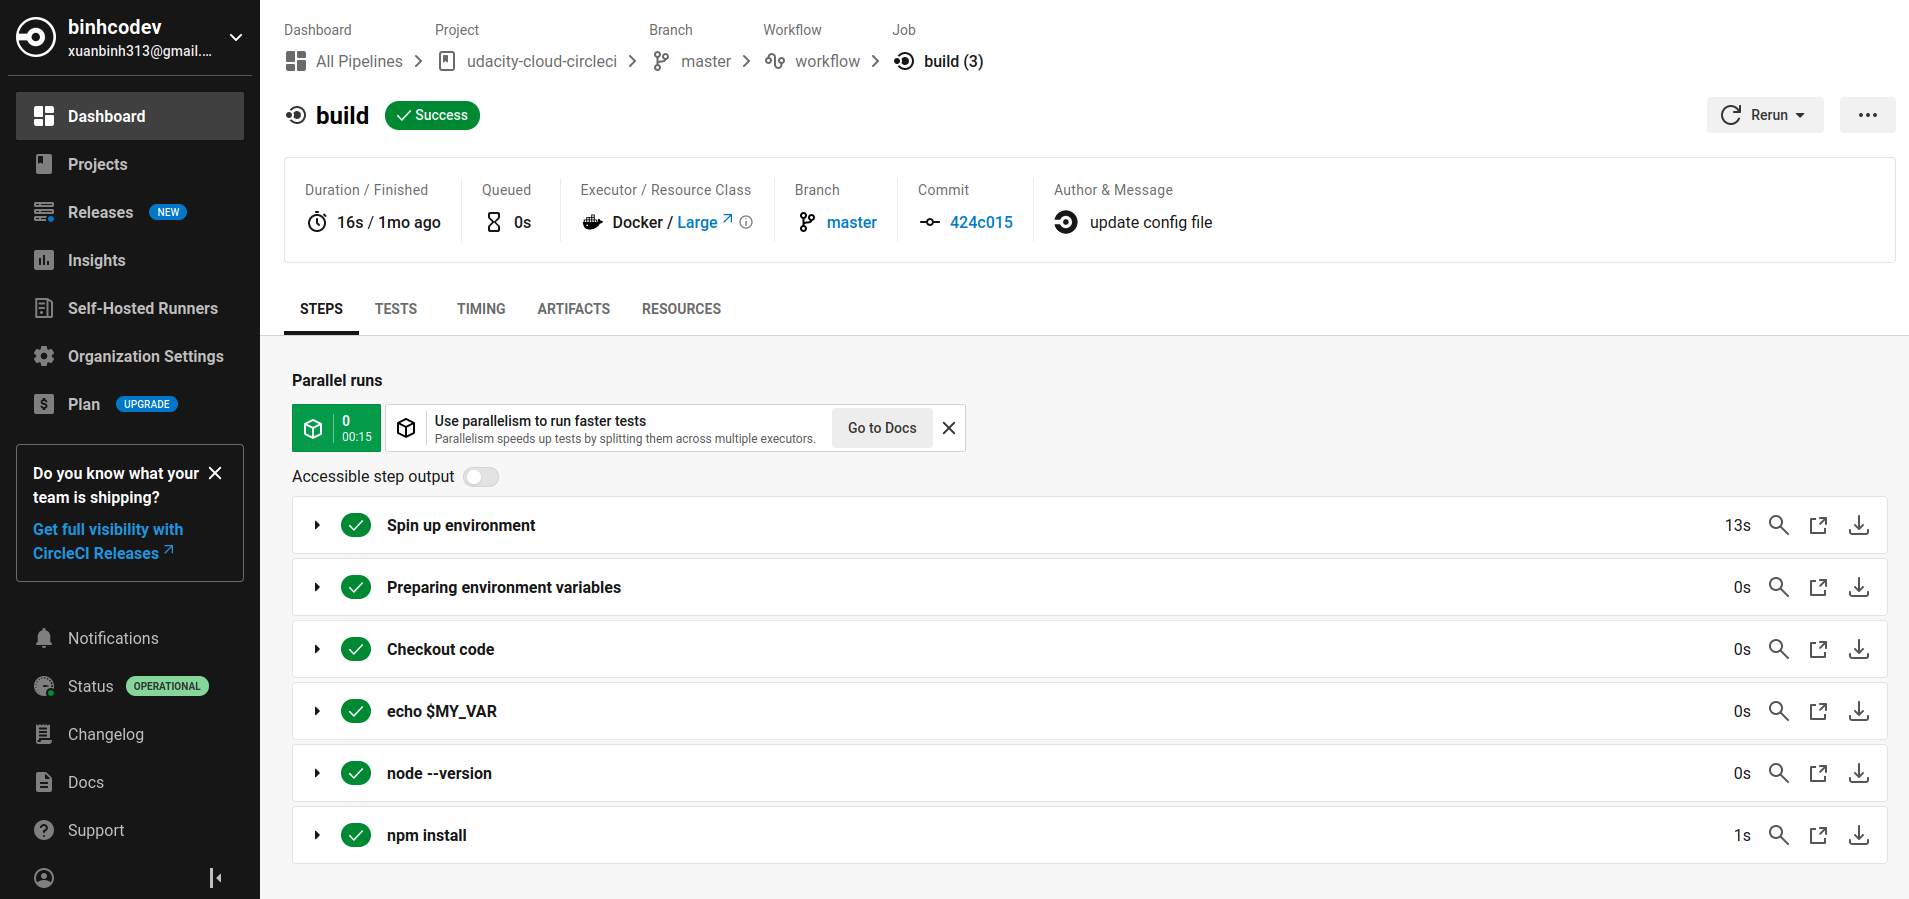 binhcodev
xuanbinh313@gmail....
Dashboard
Projects
Releases NEW
Insights
Self-Hosted Runners
Organization Settings
$ Plan UPGRADE
Do you know what your
team is shipping?
Get full visibility with
CircleCI Releases
Notifications
Status OPERATIONAL
Changelog
Docs
? Support
Dashboard Project Branch Workflow Job
All Pipelines udacity-cloud-circleci master workflow build (3)
build Success Rerun
Duration / Finished Queued Executor / Resource Class Branch Commit Author & Message
16s / 1mo ago 0s Docker / Large master 424c015 update config file
STEPS TESTS TIMING ARTIFACTS RESOURCES
Parallel runs
0
00:15
Use parallelism to run faster tests
Parallelism speeds up tests by splitting them across multiple executors.
Go to Docs
Accessible step output
Spin up environment 13s
Preparing environment variables 0s
Checkout code 0s
echo $MY_VAR 0s
node --version 0s
npm install 1s